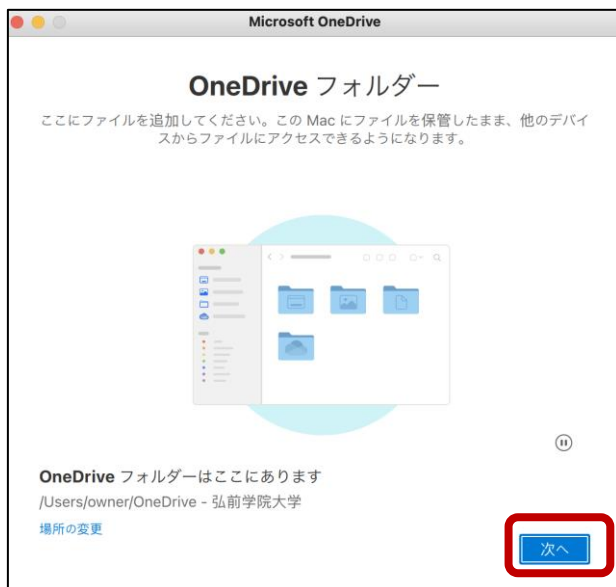 Microsoft OneDrive
OneDrive フォルダー
ここにファイルを追加してください。この Mac にファイルを保管したまま、他のデバイ
スからファイルにアクセスできるようになります。
OneDrive フォルダーはここにあります
/Users/owner/OneDrive - 弘前学院大学
場所の変更
次へ